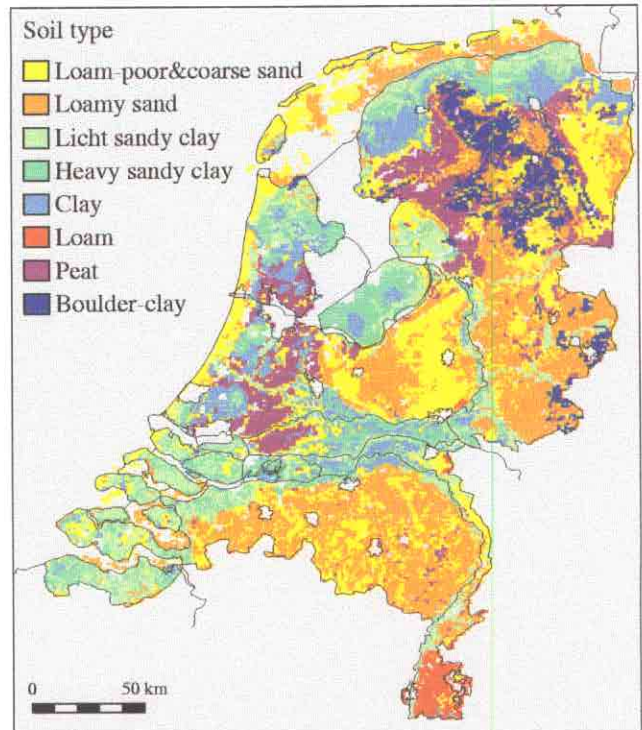 Soil type
Loam-poor&coarse sand
Loamy sand
Licht sandy clay
Heavy sandy clay
Clay
Loam
Peat
Boulder-clay
0 50 km